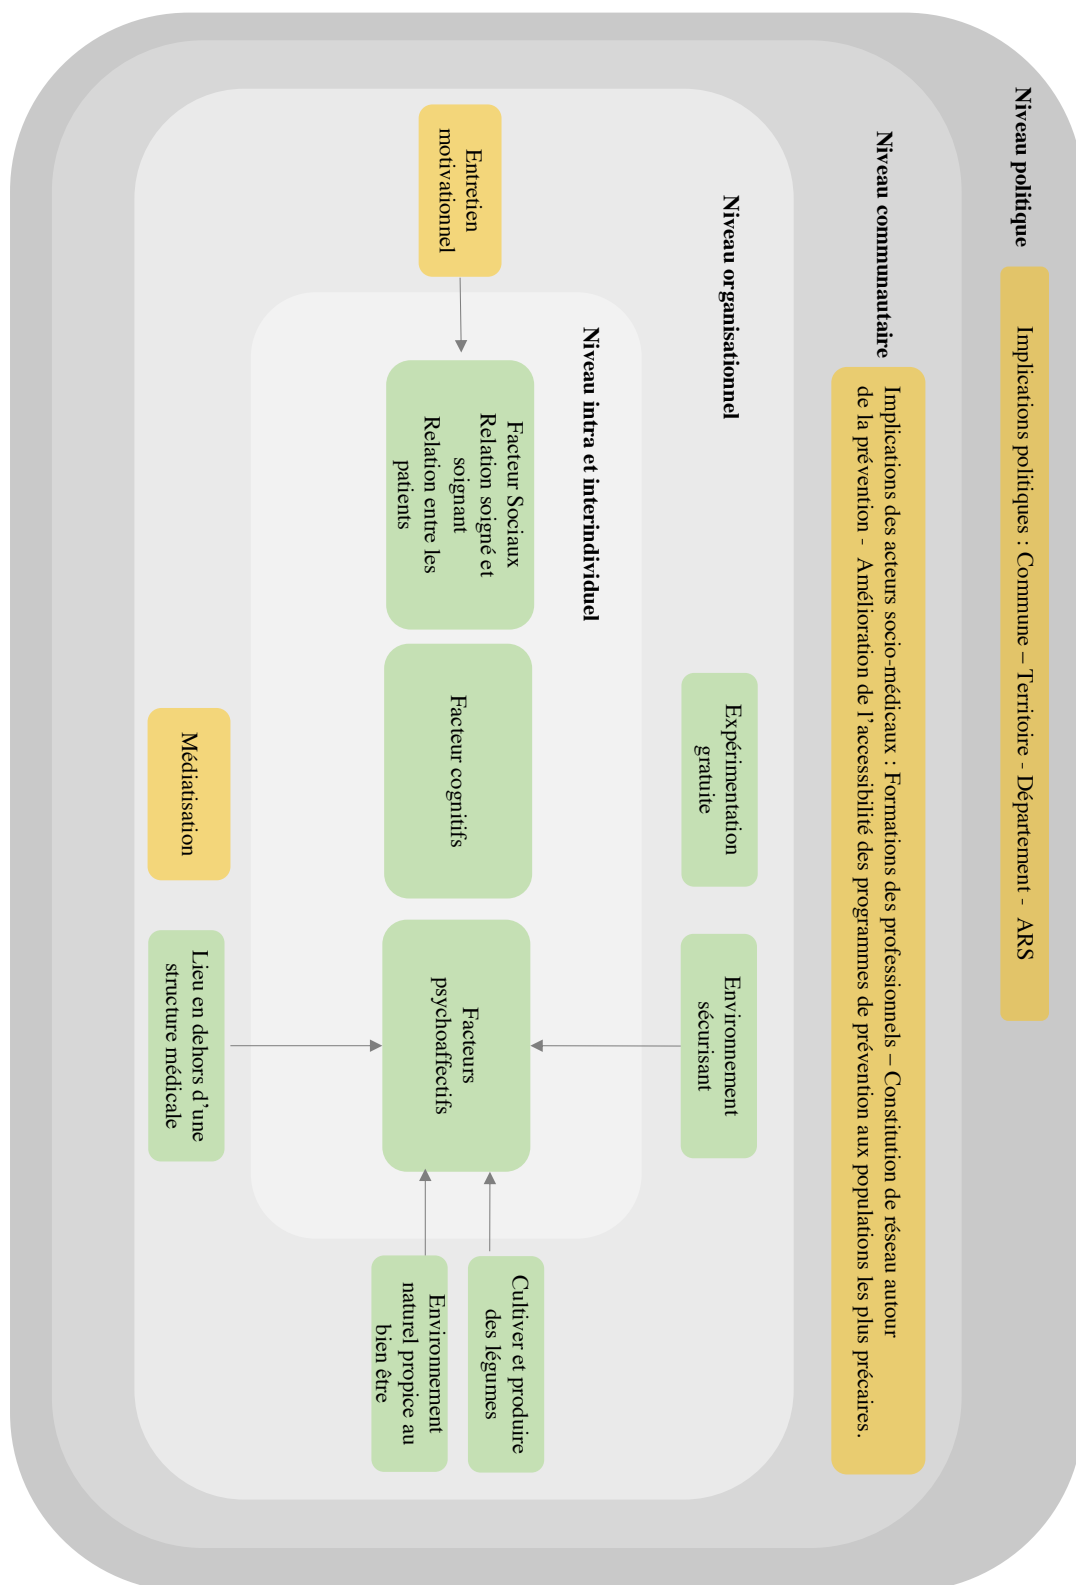 Niveau politique
Implications politiques : Commune – Territoire - Département -  ARS
Niveau communautaire
Implications des acteurs socio-médicaux : Formations des professionnels – Constitution de réseau autour
de la prévention -  Amélioration de l’accessibilité des programmes de prévention aux populations les plus précaires.
Niveau organisationnel
Expérimentation
gratuite
Environnement
sécurisant
Niveau intra et interindividuel
Entretien
motivationnel
Facteur Sociaux
Relation soigné et
soignant
Relation entre les
patients
Facteur cognitifs
Facteurs
psychoaffectifs
Cultiver et produire
des légumes
Environnement
naturel propice au
bien être
Médiatisation
Lieu en dehors d’une
structure médicale